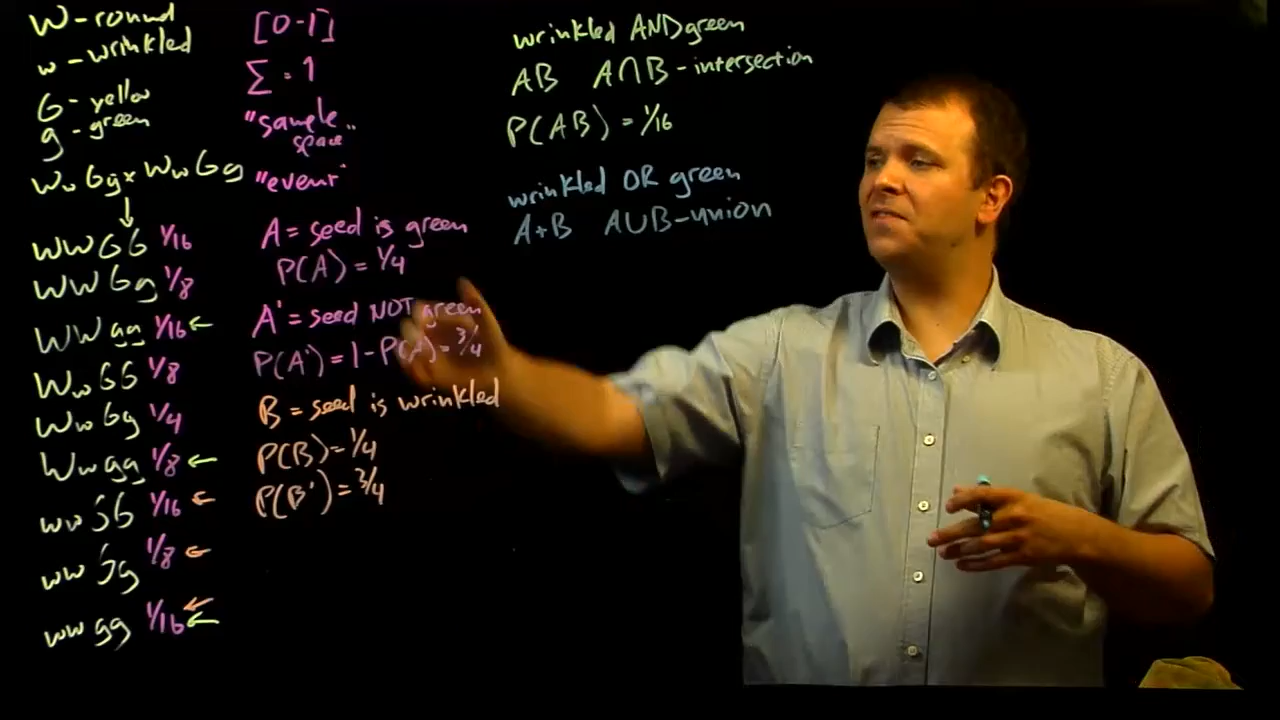 W - round
w - wrinkled
G - yellow
g - green
WwGg x WwGg
↓
WWGG 1/16
WWGg 1/8
WWgg 1/16 ←
WwGG 1/8
WwGg 1/4
Wwgg 1/8 ←
wwGG 1/16 ←
wwGg 1/8 ←
wwgg 1/16 ←
[0-1]
Σ = 1
"sample
space"
"event"
A = seed is green
P(A) = 1/4
A' = seed NOT green
P(A') = 1 - P(A) = 3/4
B = seed is wrinkled
P(B) = 1/4
P(B') = 3/4
wrinkled AND green
AB A∩B - intersection
P(AB) = 1/16
wrinkled OR green
A+B A∪B - union